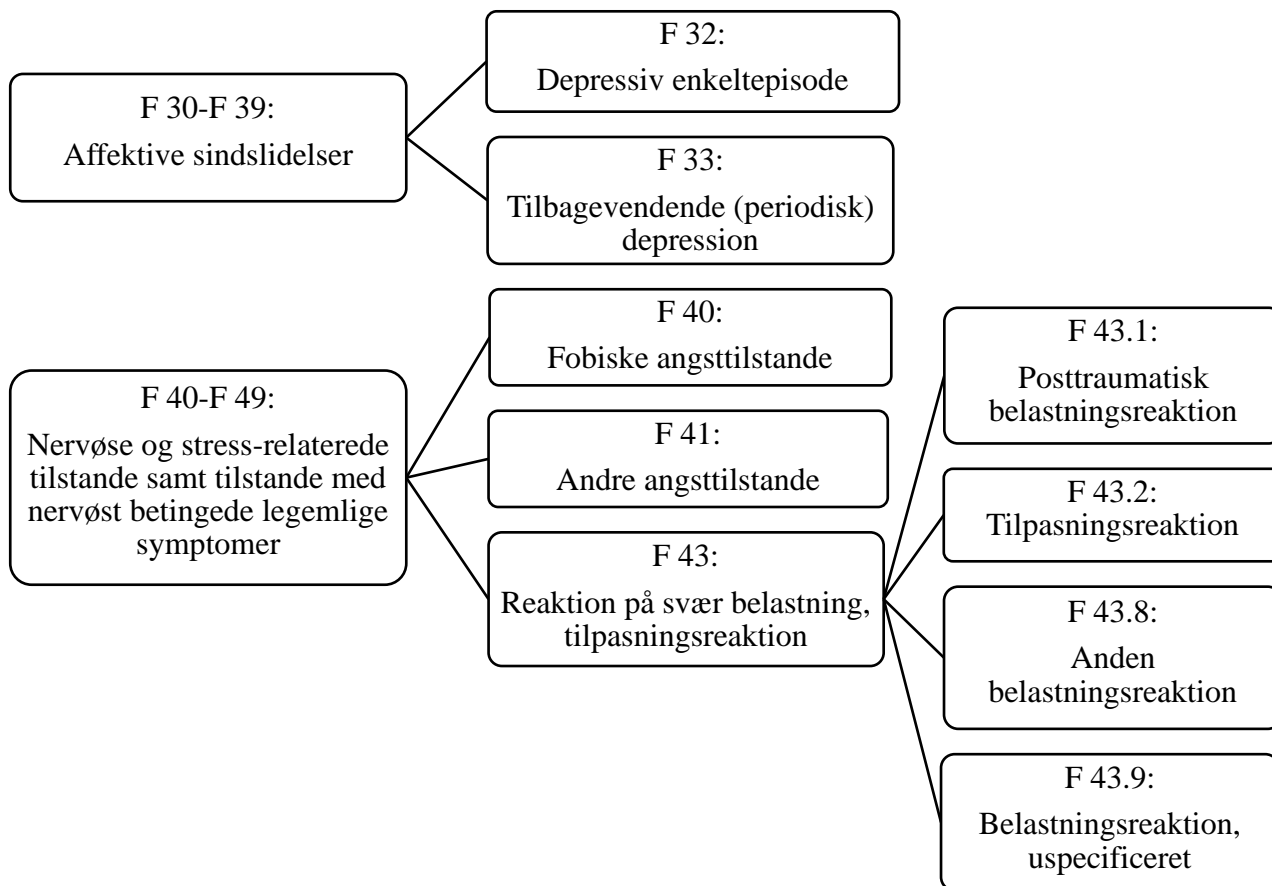 F 30-F 39:
Affektive sindslidelser
F 32:
Depressiv enkeltepisode
F 33:
Tilbagevendende (periodisk)
depression
F 40-F 49:
Nervøse og stress-relaterede
tilstande samt tilstande med
nervøst betingede legemlige
symptomer
F 40:
Fobiske angsttilstande
F 41:
Andre angsttilstande
F 43:
Reaktion på svær belastning,
tilpasningsreaktion
F 43.1:
Posttraumatisk
belastningsreaktion
F 43.2:
Tilpasningsreaktion
F 43.8:
Anden
belastningsreaktion
F 43.9:
Belastningsreaktion,
uspecificeret